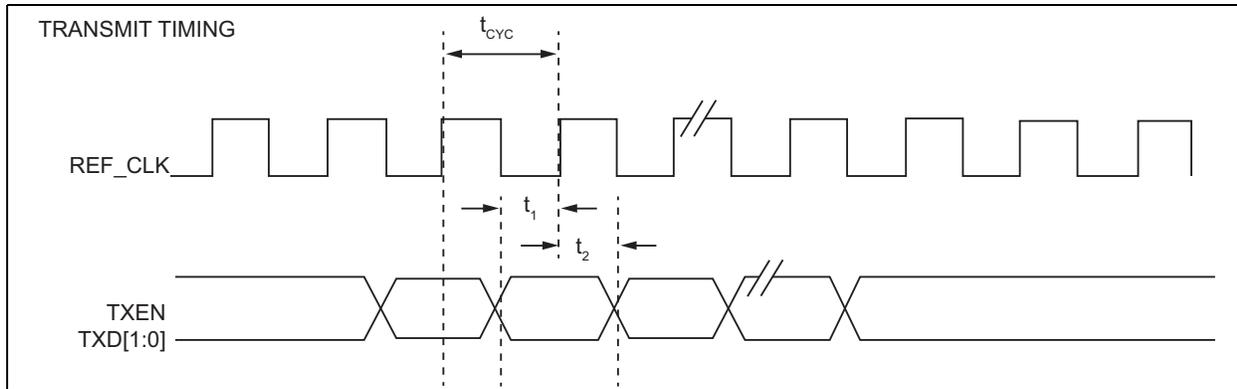 TRANSMIT TIMING
tCYC
REF_CLK
t1
t2
TXEN
TXD[1:0]